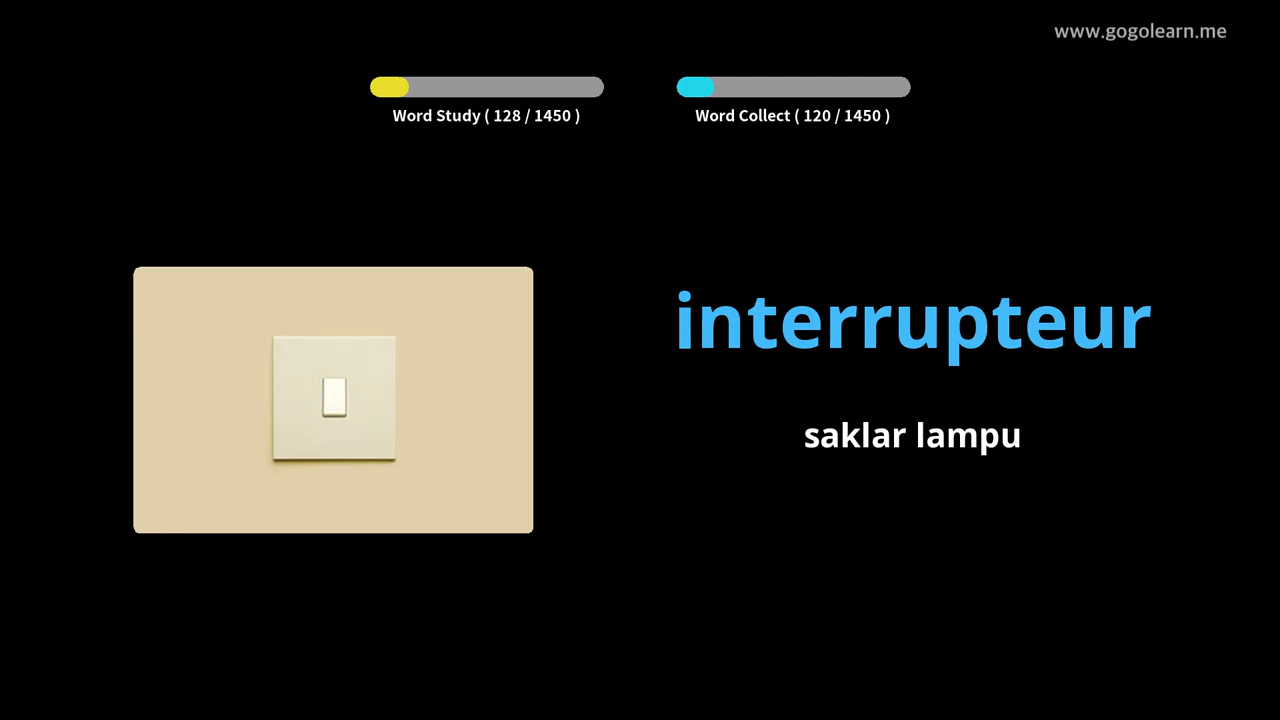 www.gogolearn.me
Word Study ( 128 / 1450 )
Word Collect ( 120 / 1450 )
interrupteur
saklar lampu